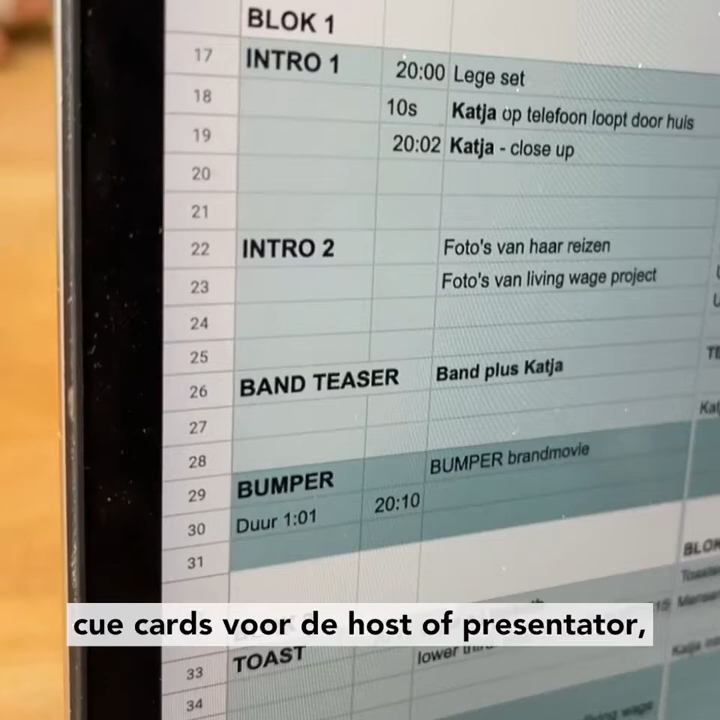 BLOK 1
17 INTRO 1 20:00 Lege set
18 10s Katja op telefoon loopt door huis
19 20:02 Katja - close up
20
21
22 INTRO 2 Foto's van haar reizen
23 Foto's van living wage project
24
25
26 BAND TEASER Band plus Katja
27
28 BUMPER brandmovie
29 BUMPER
30 Duur 1:01 20:10
31
cue cards voor de host of presentator,
33 TOAST lower
34